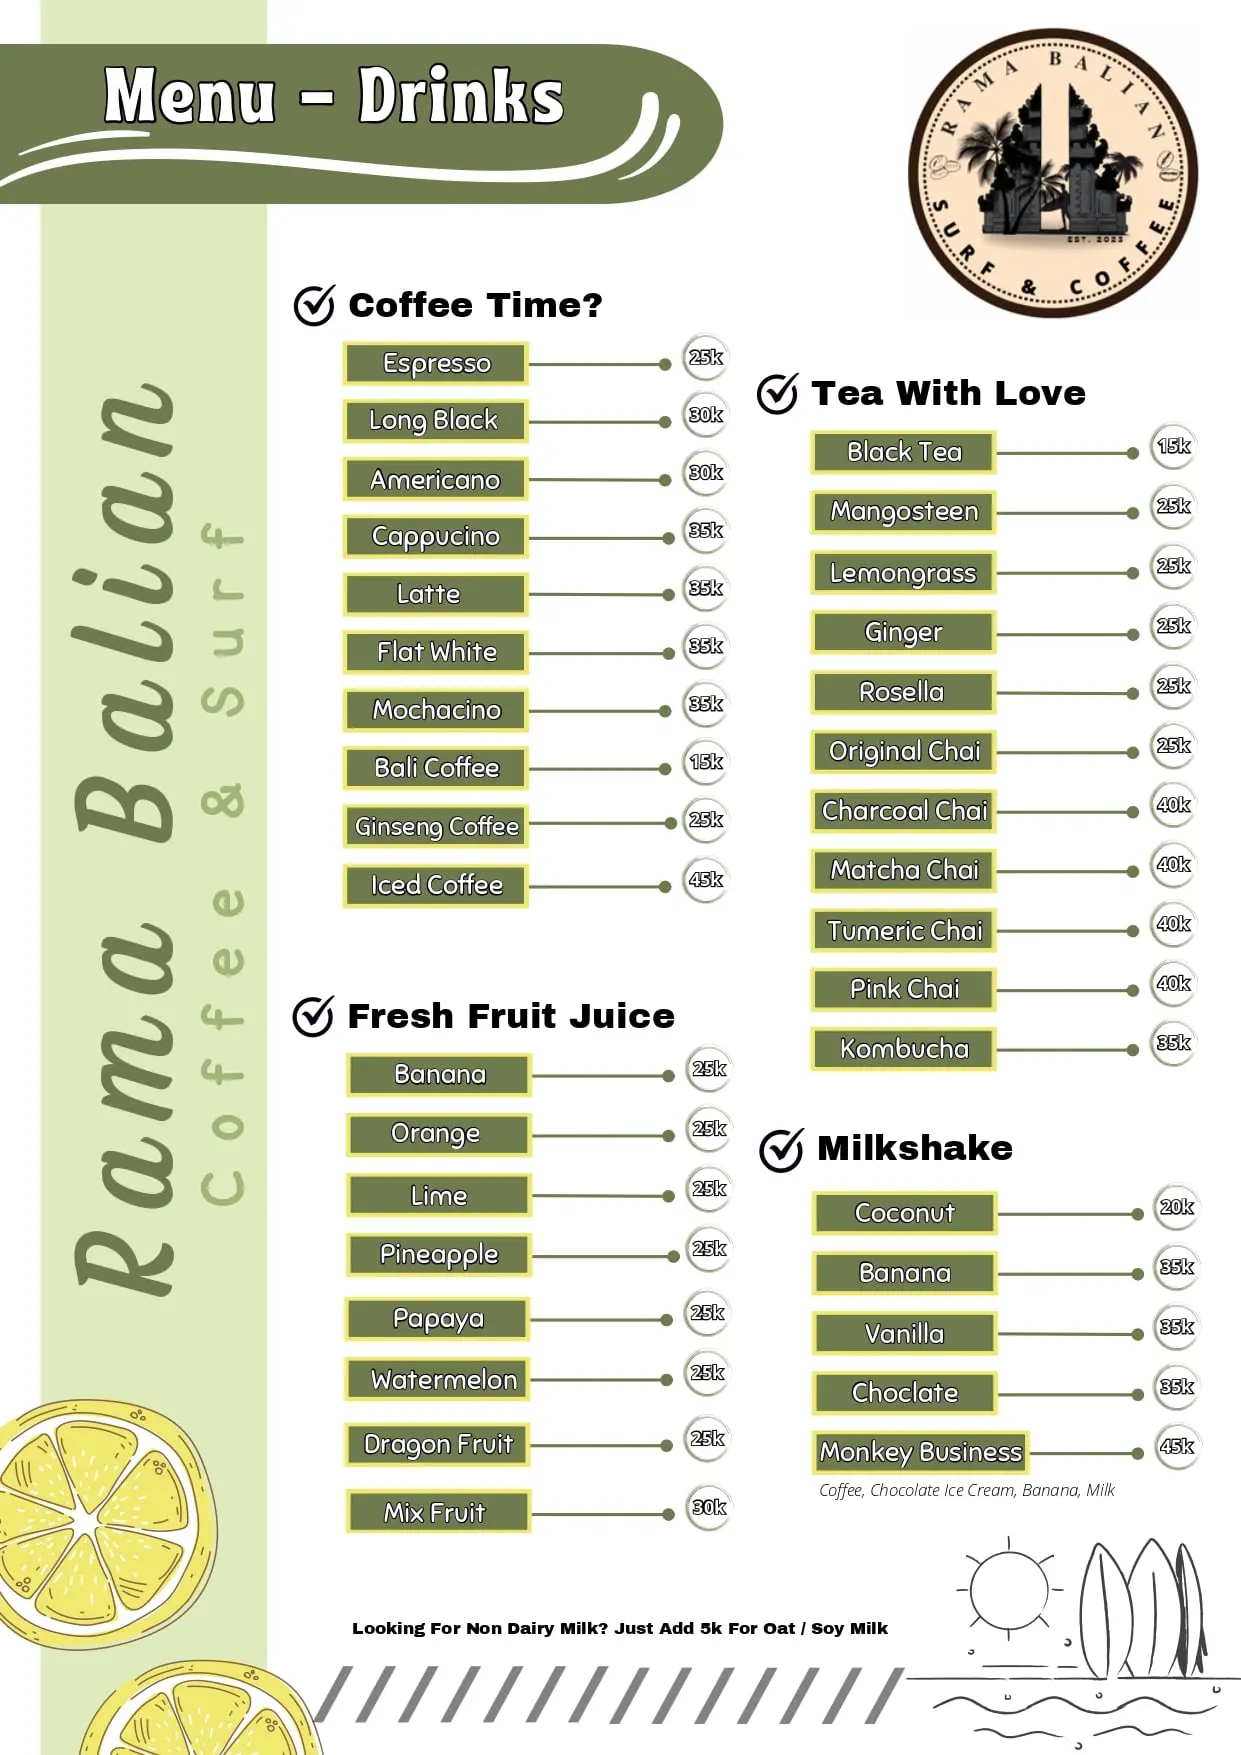 Menu - Drinks
RAMA BALIAN
EST. 2023
SURF & COFFEE
Rama Balian
Coffee & Surf
Coffee Time?
Espresso 25k
Long Black 30k
Americano 30k
Cappucino 35k
Latte 35k
Flat White 35k
Mochacino 35k
Bali Coffee 15k
Ginseng Coffee 25k
Iced Coffee 45k
Fresh Fruit Juice
Banana 25k
Orange 25k
Lime 25k
Pineapple 25k
Papaya 25k
Watermelon 25k
Dragon Fruit 25k
Mix Fruit 30k
Tea With Love
Black Tea 15k
Mangosteen 25k
Lemongrass 25k
Ginger 25k
Rosella 25k
Original Chai 25k
Charcoal Chai 40k
Matcha Chai 40k
Tumeric Chai 40k
Pink Chai 40k
Kombucha 35k
Milkshake
Coconut 20k
Banana 35k
Vanilla 35k
Choclate 35k
Monkey Business 45k
Coffee, Chocolate Ice Cream, Banana, Milk
Looking For Non Dairy Milk? Just Add 5k For Oat / Soy Milk